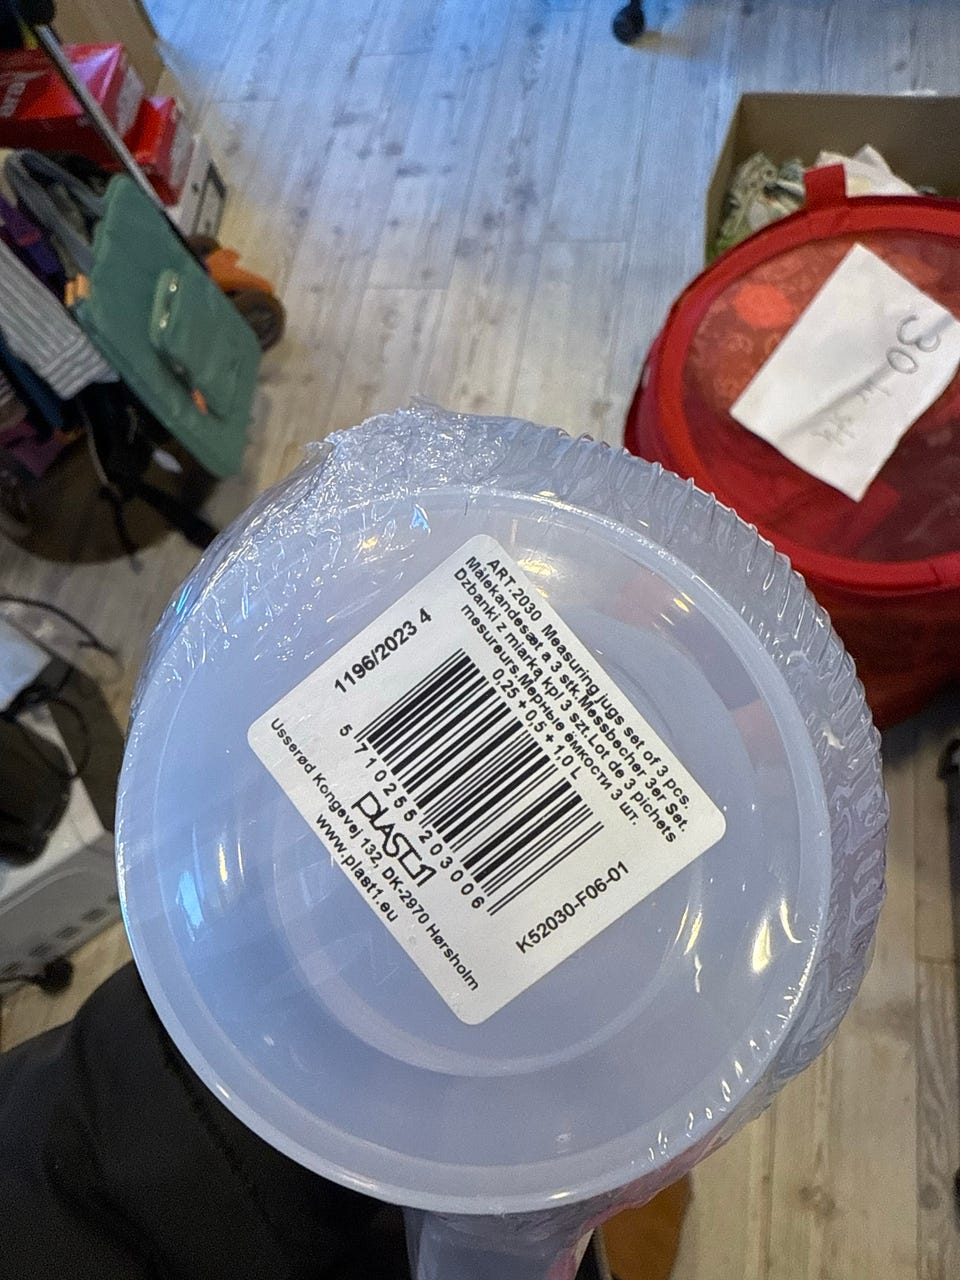 ART.2030 Measuring jugs set of 3 pcs.
Målekandesæt a 3 stk.Messbecher 3er Set.
Dzbanki z miarką kpl 3 szt.Lot de 3 pichets
mesureurs.Мерные ёмкости 3 шт.
0,25 + 0,5 + 1,0 L
1196/2023 4
5 710255 203006
K52030-F06-01
PLAST1
Usserød Kongevej 132, DK-2970 Hørsholm
www.plast1.eu
30 kr stk